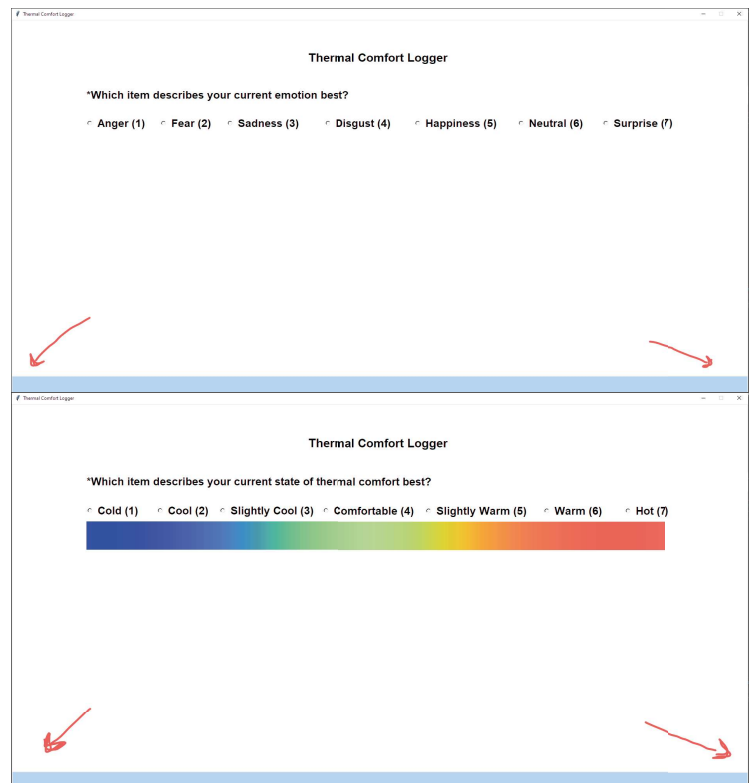 Thermal Comfort Logger
Thermal Comfort Logger
*Which item describes your current emotion best?
Anger (1) Fear (2) Sadness (3) Disgust (4) Happiness (5) Neutral (6) Surprise (7)
Thermal Comfort Logger
Thermal Comfort Logger
*Which item describes your current state of thermal comfort best?
Cold (1) Cool (2) Slightly Cool (3) Comfortable (4) Slightly Warm (5) Warm (6) Hot (7)